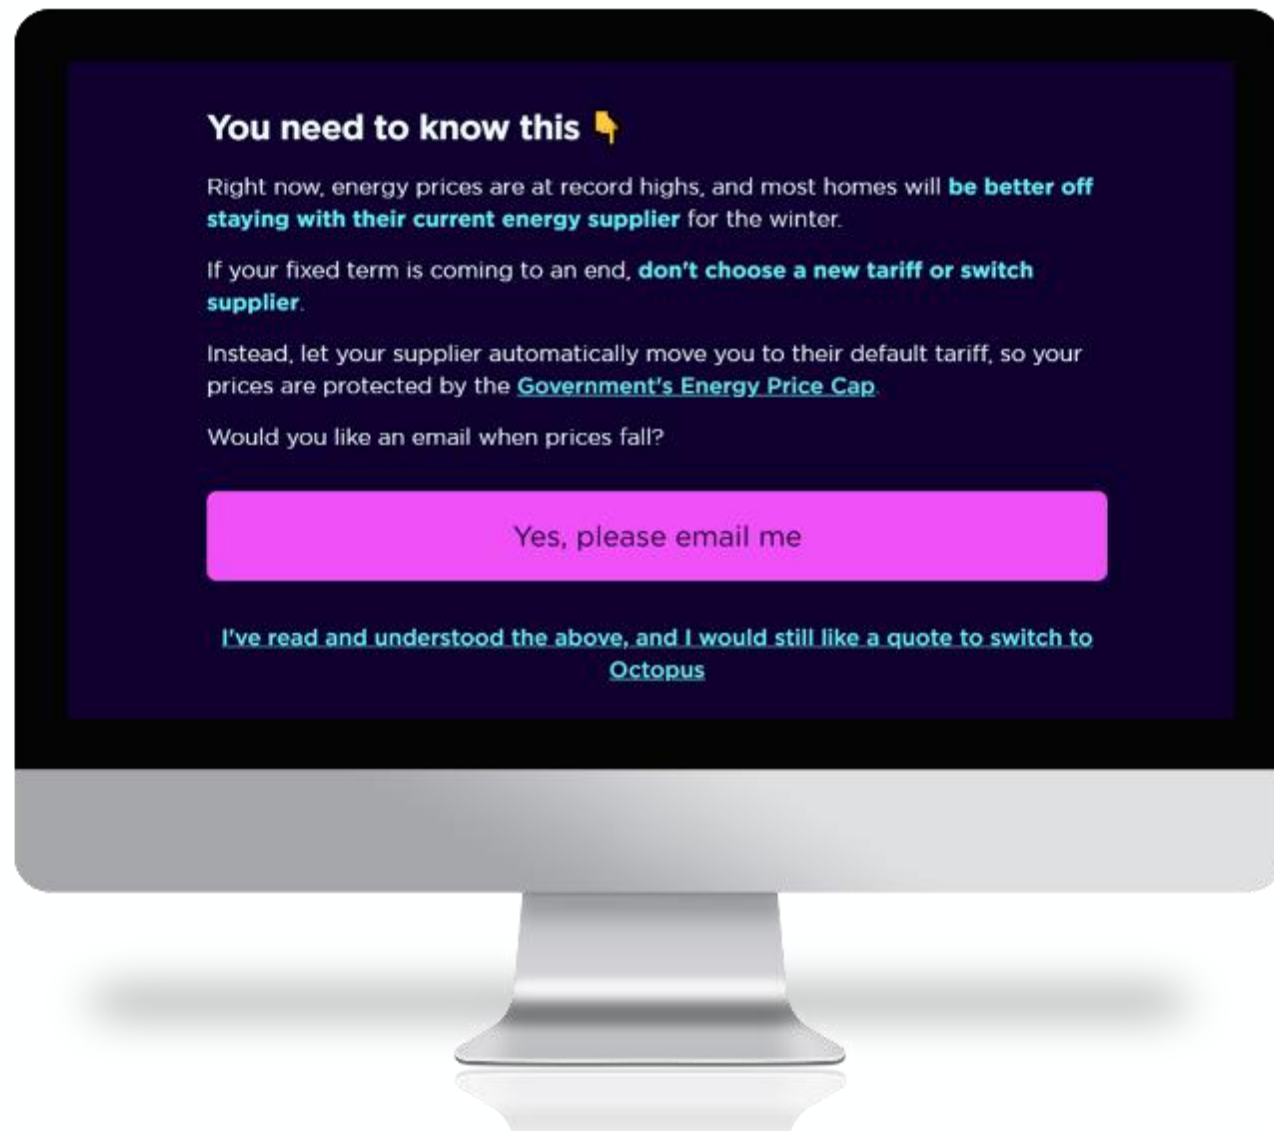 You need to know this 👇
Right now, energy prices are at record highs, and most homes will be better off
staying with their current energy supplier for the winter.
If your fixed term is coming to an end, don't choose a new tariff or switch
supplier.
Instead, let your supplier automatically move you to their default tariff, so your
prices are protected by the Government's Energy Price Cap.
Would you like an email when prices fall?
Yes, please email me
I've read and understood the above, and I would still like a quote to switch to
Octopus